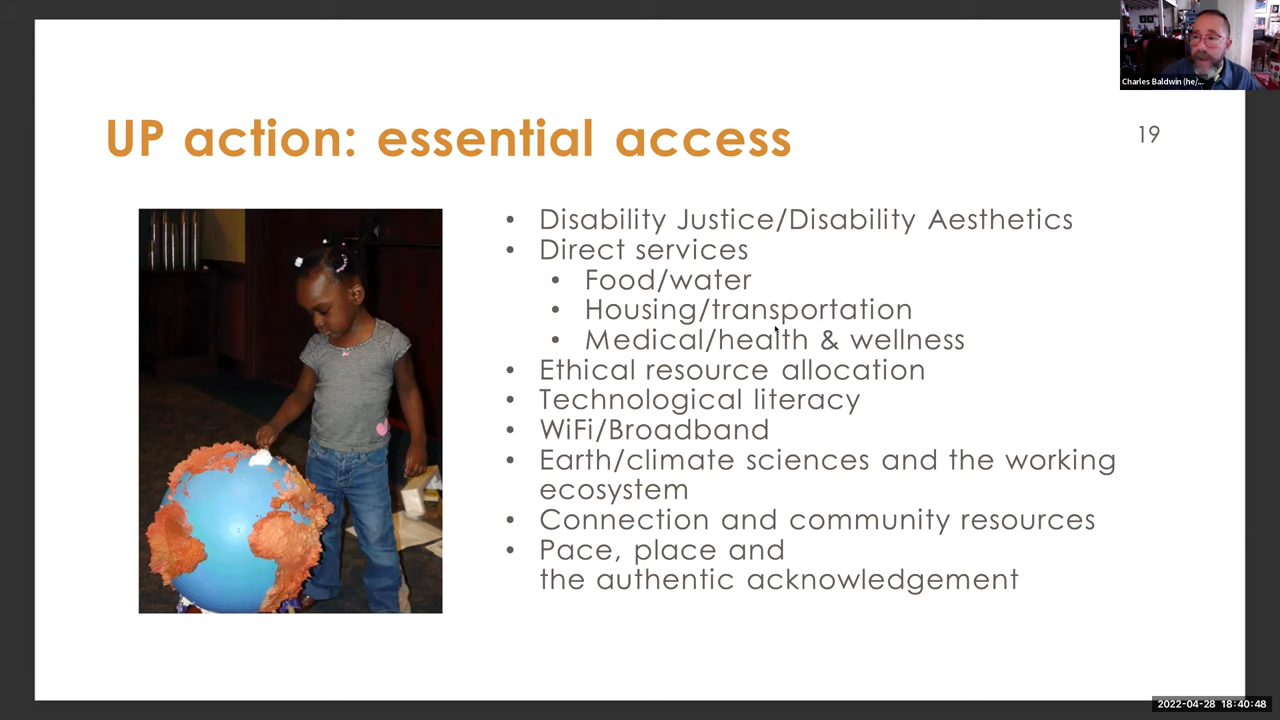 Charles Baldwin (he/...
UP action: essential access
19
• Disability Justice/Disability Aesthetics
• Direct services
• Food/water
• Housing/transportation
• Medical/health & wellness
• Ethical resource allocation
• Technological literacy
• WiFi/Broadband
• Earth/climate sciences and the working
ecosystem
• Connection and community resources
• Pace, place and
the authentic acknowledgement
2022-04-28 18:40:48